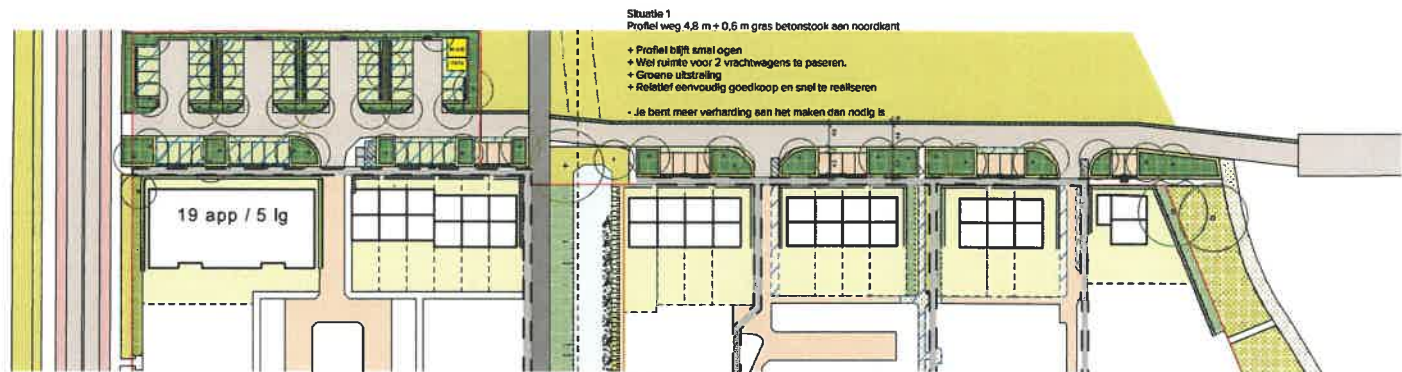 Situatie 1
Profiel weg 4,8 m + 0,6 m gras betonstook aan noordkant
+ Profiel blijft smal ogen
+ Wel ruimte voor 2 vrachtwagens te paseren.
+ Groene uitstraling
+ Relatief eenvoudig goedkoop en snel te realiseren
- Je bent meer verharding aan het maken dan nodig is
19 app / 5 lg